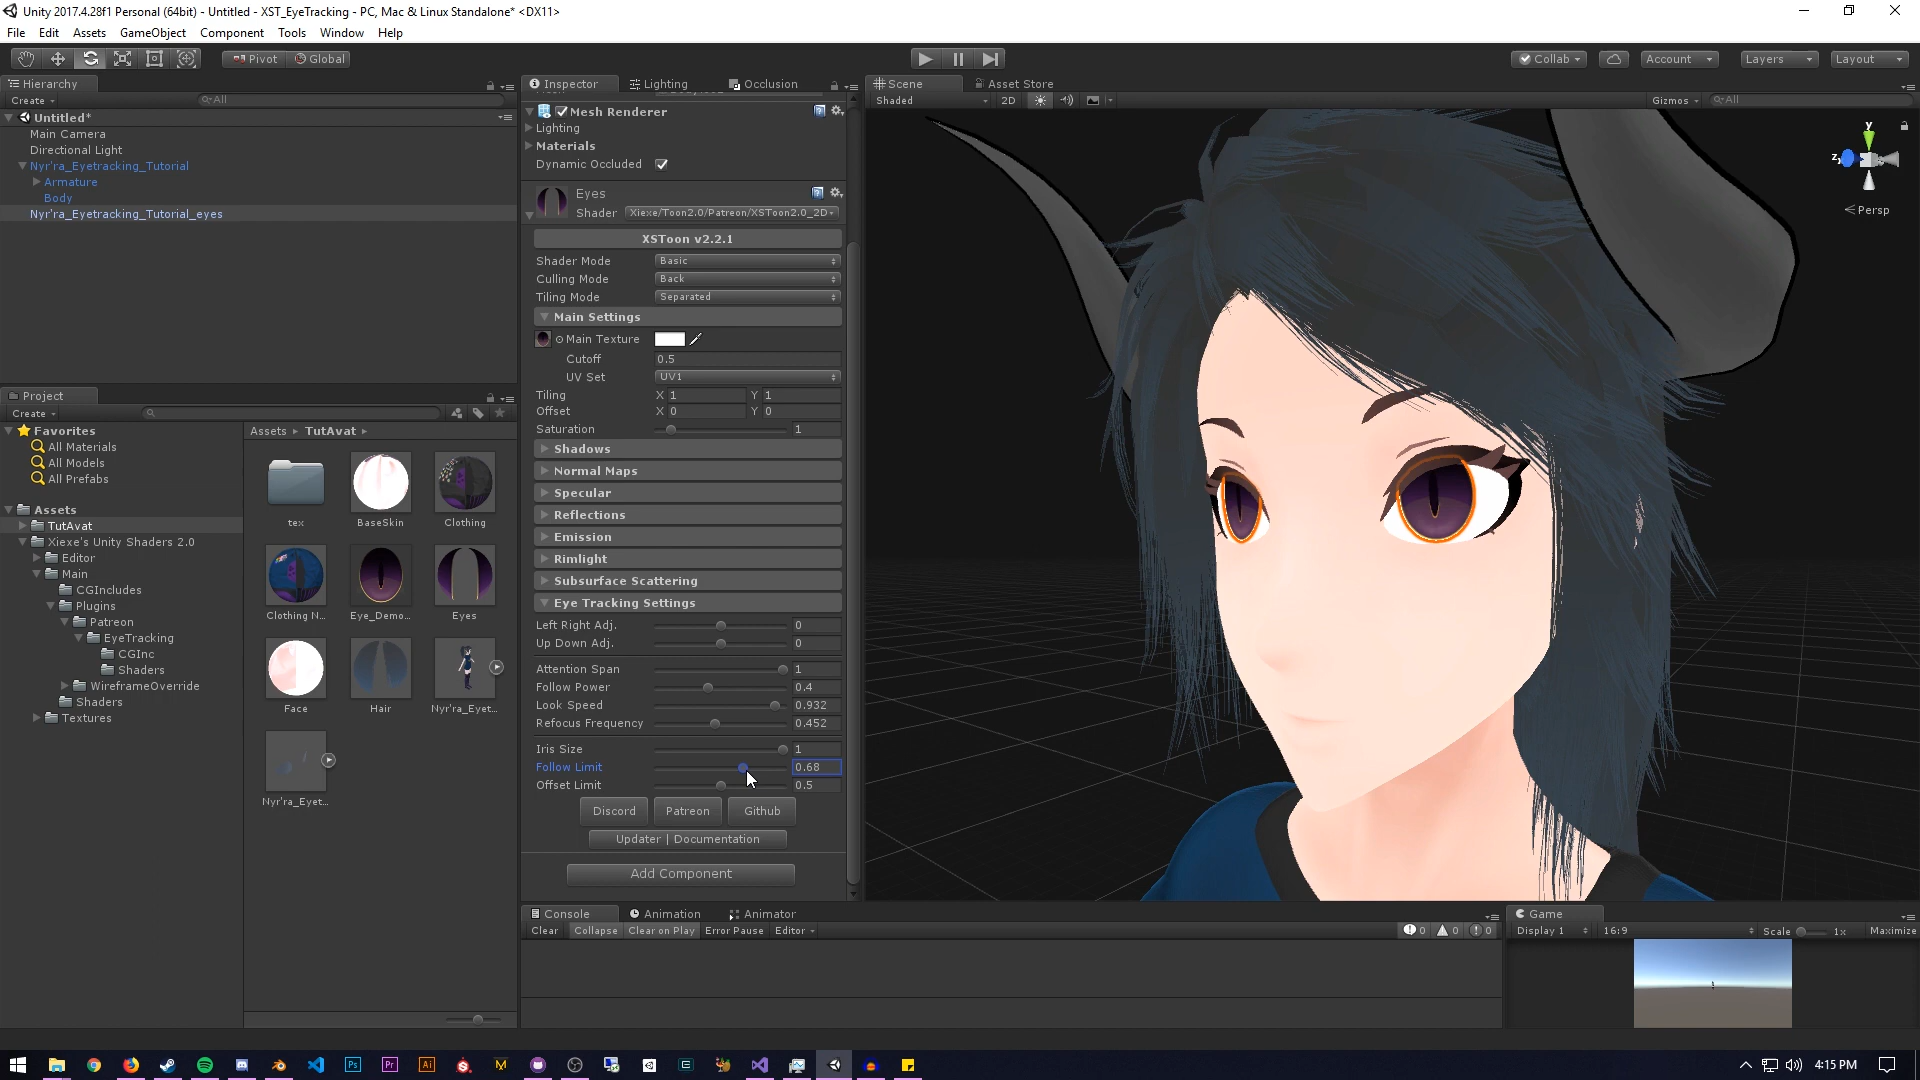 Unity 2017.4.28f1 Personal (64bit) - Untitled - XST_EyeTracking - PC, Mac & Linux Standalone* <DX11>
File Edit Assets GameObject Component Tools Window Help
Pivot Global Collab Account Layers Layout
Hierarchy
Create All
Untitled*
Main Camera
Directional Light
Nyr'ra_Eyetracking_Tutorial
Armature
Body
Nyr'ra_Eyetracking_Tutorial_eyes
Project
Create
Favorites
All Materials
All Models
All Prefabs
Assets
TutAvat
Xiexe's Unity Shaders 2.0
Editor
Main
CGIncludes
Plugins
Patreon
EyeTracking
CGInc
Shaders
WireframeOverride
Shaders
Textures
Assets TutAvat
tex BaseSkin Clothing
Clothing N... Eye_Demo... Eyes
Face Hair Nyr'ra_Eyet...
Nyr'ra_Eyet...
Inspector Lighting Occlusion
Mesh Renderer
Lighting
Materials
Dynamic Occluded
Eyes
Shader Xiexe/Toon2.0/Patreon/XSToon2.0_2D
XSToon v2.2.1
Shader Mode Basic
Culling Mode Back
Tiling Mode Separated
Main Settings
Main Texture
Cutoff 0.5
UV Set UV1
Tiling X 1 Y 1
Offset X 0 Y 0
Saturation 1
Shadows
Normal Maps
Specular
Reflections
Emission
Rimlight
Subsurface Scattering
Eye Tracking Settings
Left Right Adj. 0
Up Down Adj. 0
Attention Span 1
Follow Power 0.4
Look Speed 0.932
Refocus Frequency 0.452
Iris Size 1
Follow Limit 0.68
Offset Limit 0.5
Discord Patreon Github
Updater | Documentation
Add Component
Scene Asset Store
Shaded 2D Gizmos All
y
z
Persp
Console Animation Animator
Clear Collapse Clear on Play Error Pause Editor 0 0 0
Game
Display 1 16:9 Scale 1x Maximize
4:15 PM